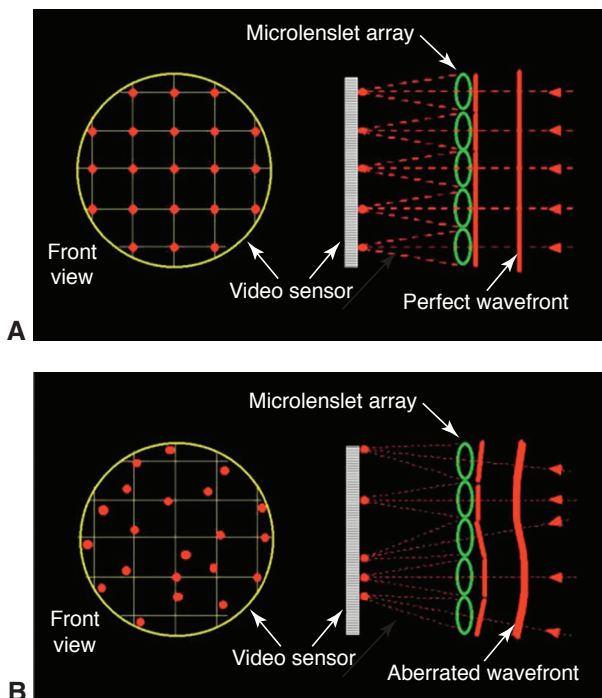 Microlenslet array
Front
view
Video sensor
Perfect wavefront
A
Microlenslet array
Front
view
Video sensor
Aberrated wavefront
B